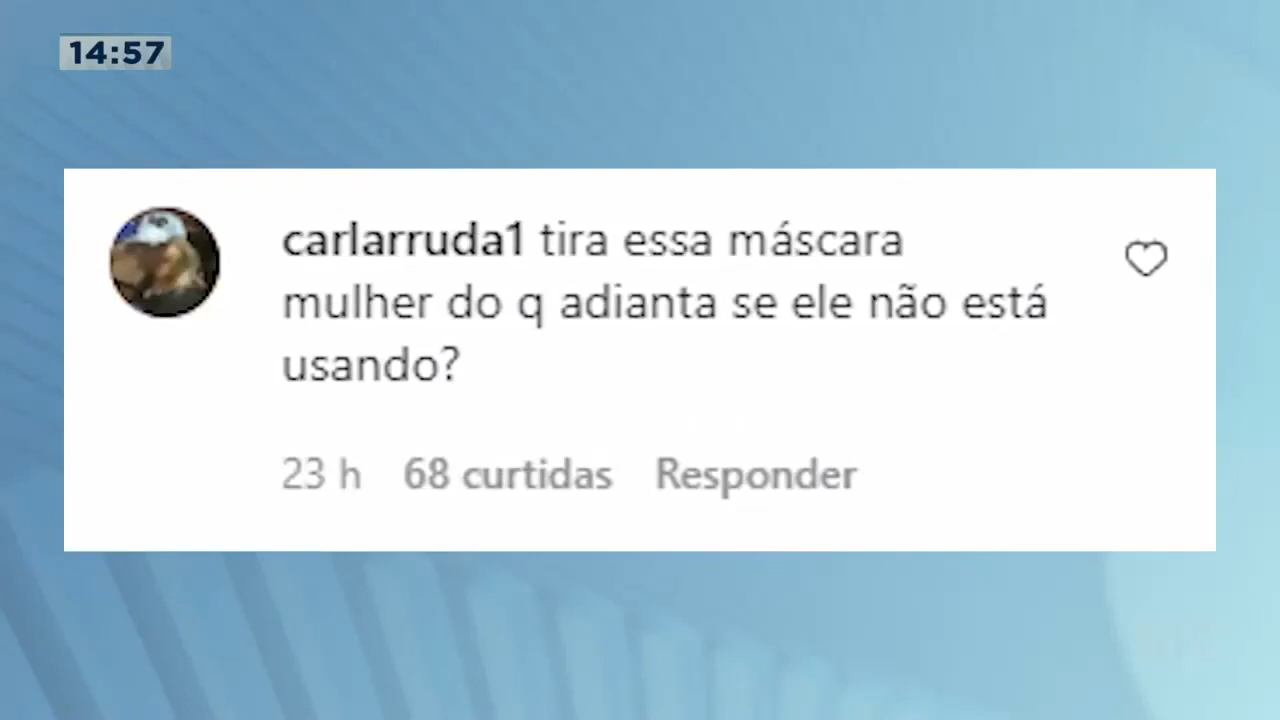 14:57
carlarruda1 tira essa máscara
mulher do q adianta se ele não está
usando?
23 h 68 curtidas Responder